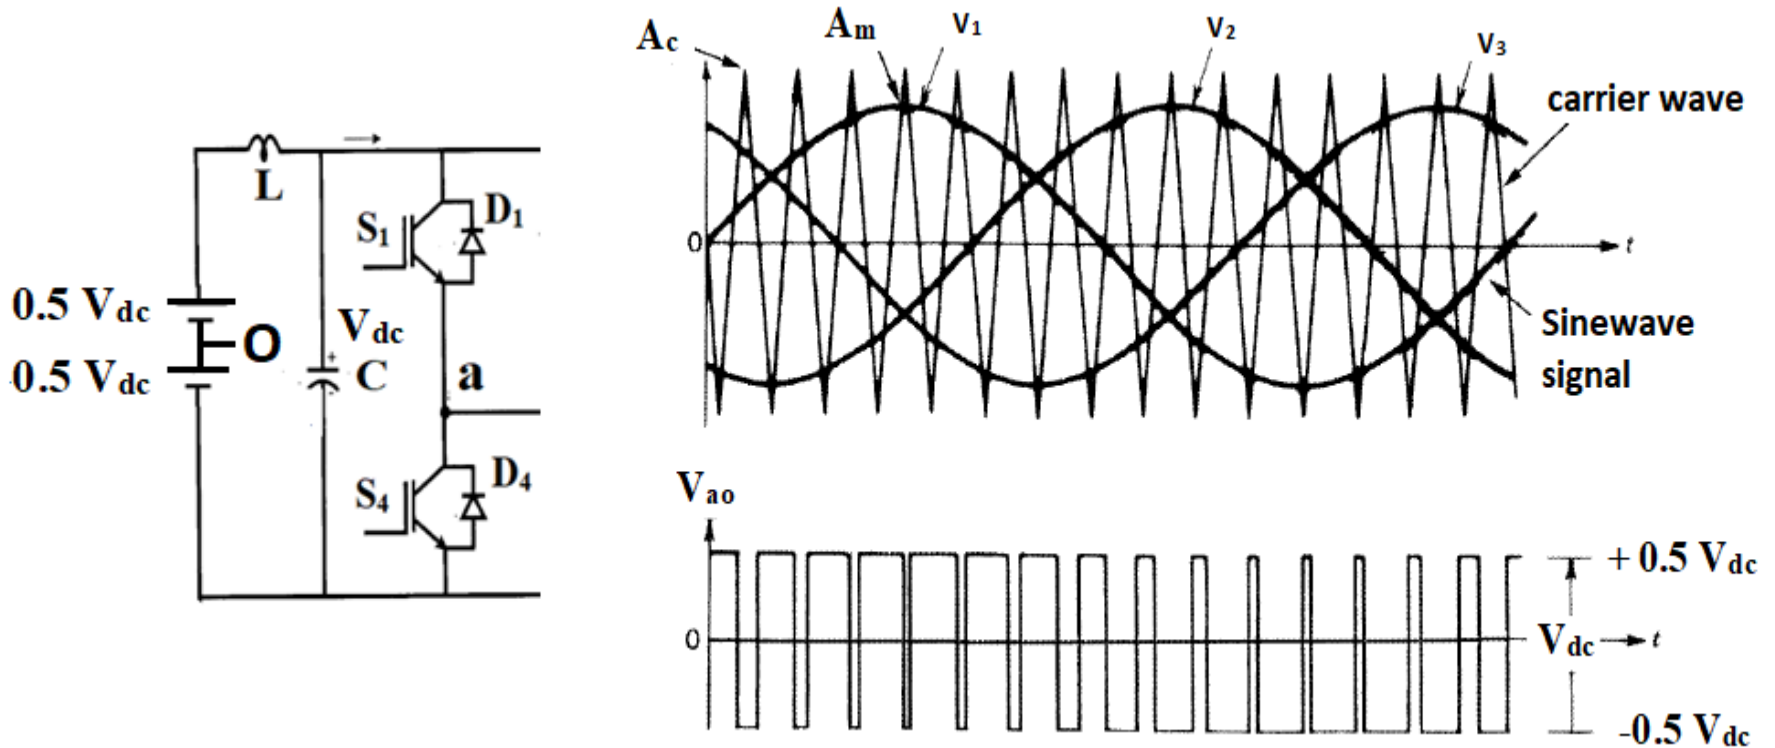 L
S1
D1
0.5 Vdc
O
0.5 Vdc
Vdc
+
C
-
a
S4
D4
Ac
Am
V1
V2
V3
carrier wave
0
t
Sinewave
signal
Vao
0
+ 0.5 Vdc
Vdc
t
-0.5 Vdc